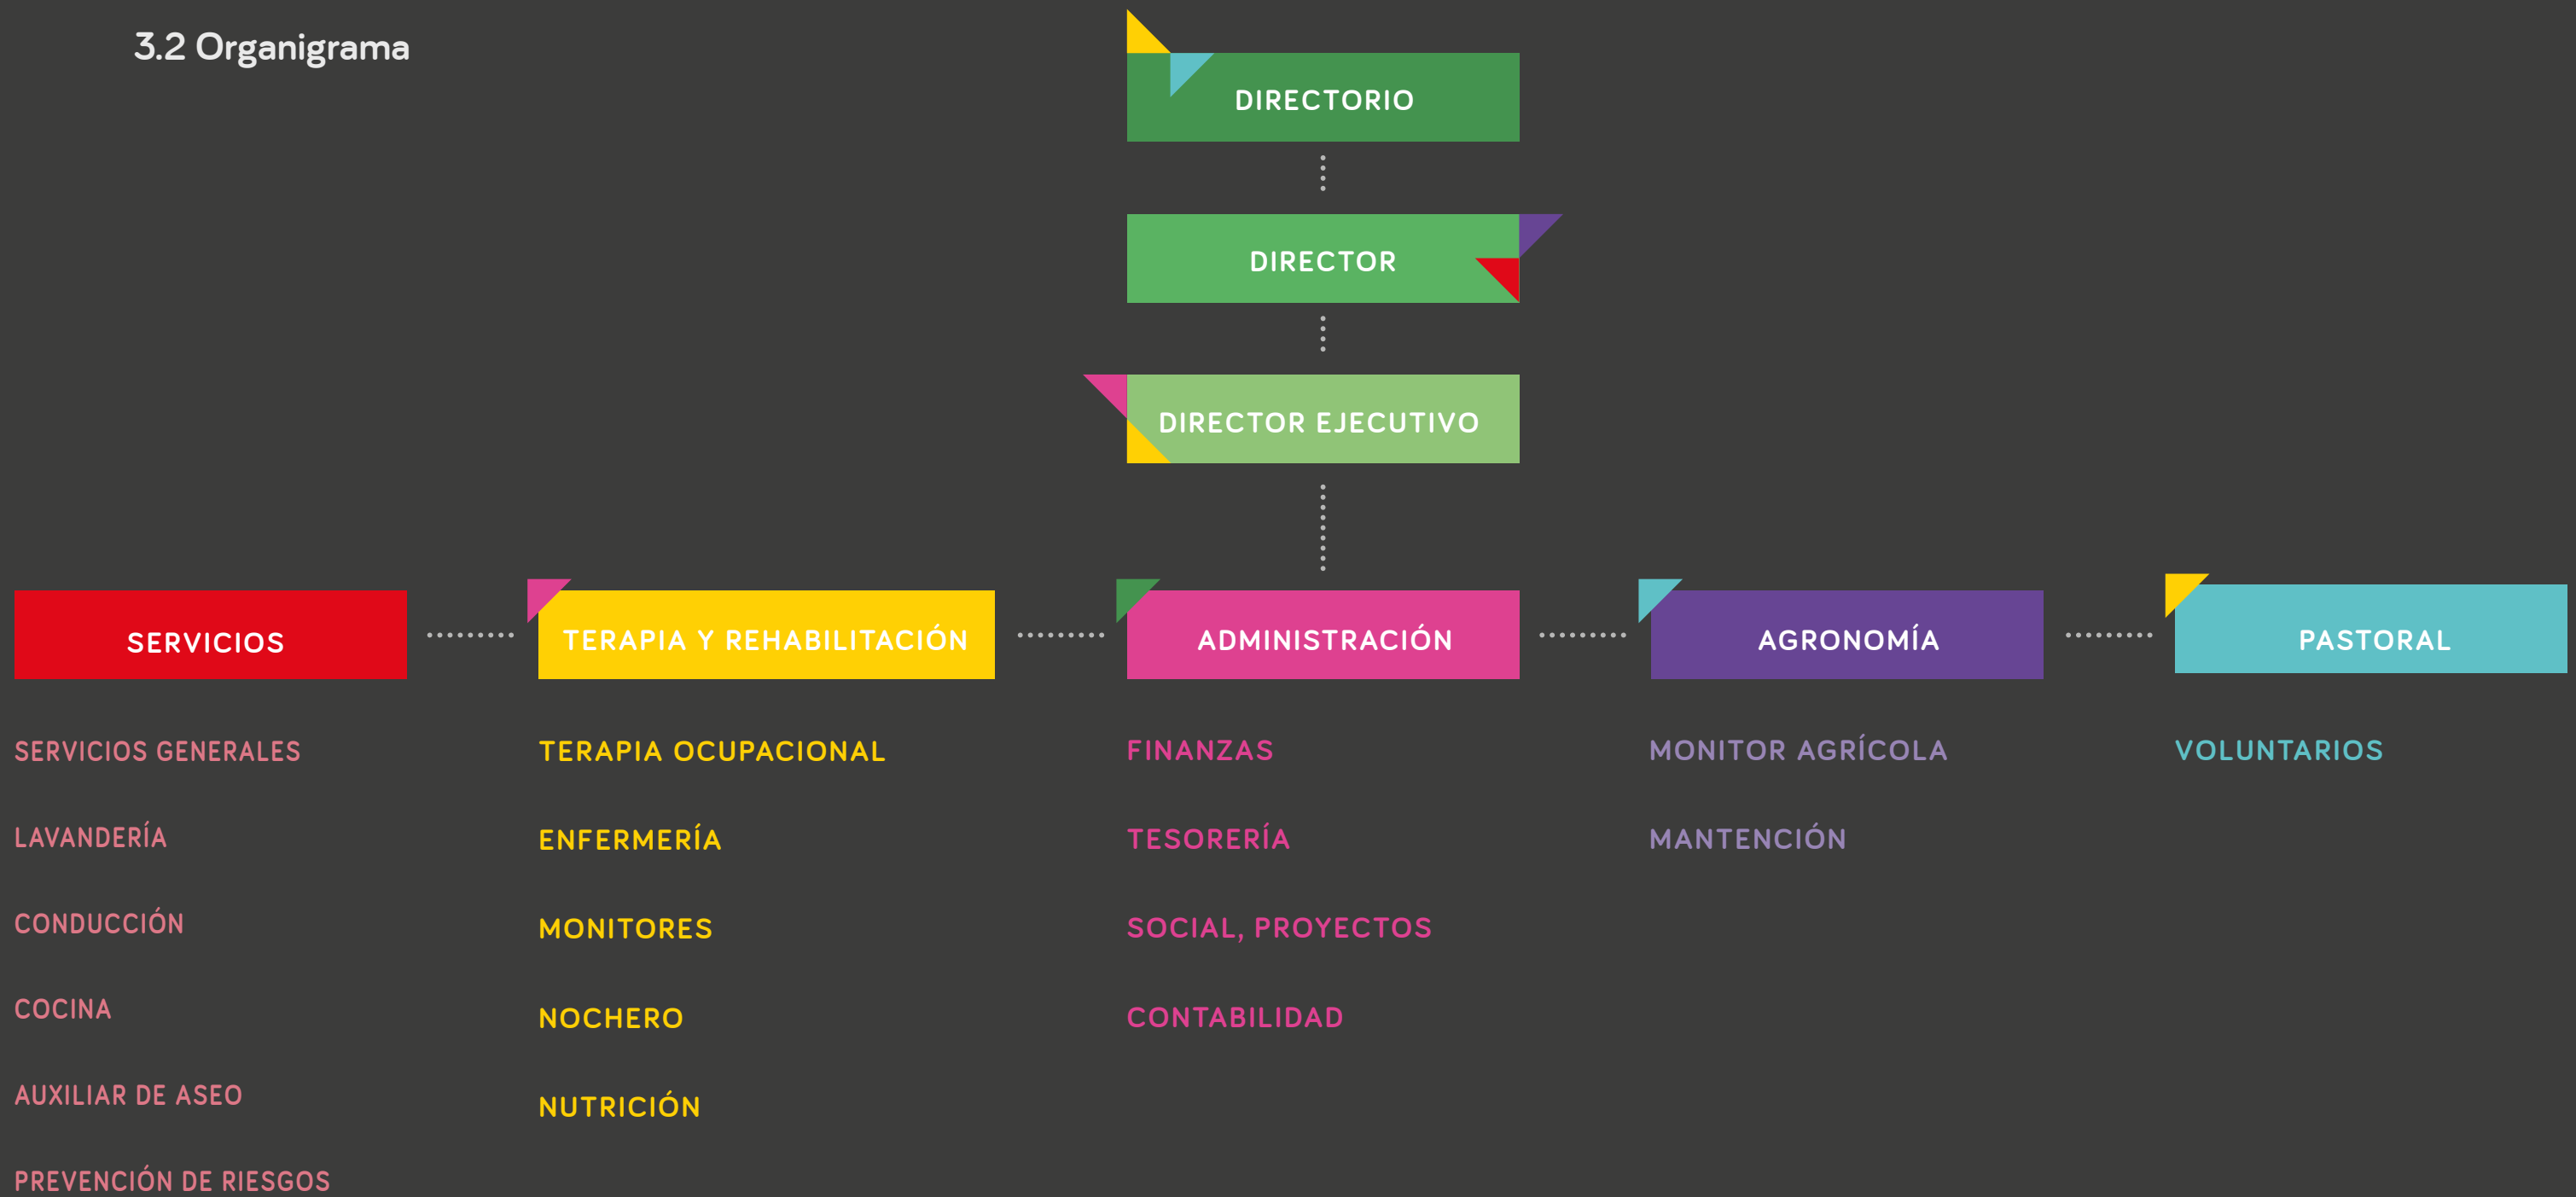 3.2 Organigrama
DIRECTORIO
DIRECTOR
DIRECTOR EJECUTIVO
SERVICIOS
TERAPIA Y REHABILITACIÓN
ADMINISTRACIÓN
AGRONOMÍA
PASTORAL
SERVICIOS GENERALES
LAVANDERÍA
CONDUCCIÓN
COCINA
AUXILIAR DE ASEO
PREVENCIÓN DE RIESGOS
TERAPIA OCUPACIONAL
ENFERMERÍA
MONITORES
NOCHERO
NUTRICIÓN
FINANZAS
TESORERÍA
SOCIAL, PROYECTOS
CONTABILIDAD
MONITOR AGRÍCOLA
MANTENCIÓN
VOLUNTARIOS